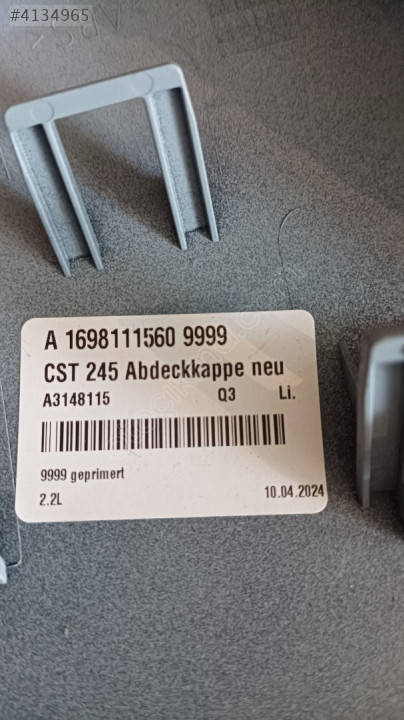 #4134965
A 1698111560 9999
CST 245 Abdeckkappe neu
A3148115 Q3 Li.
9999 geprimert
2.2L 10.04.2024